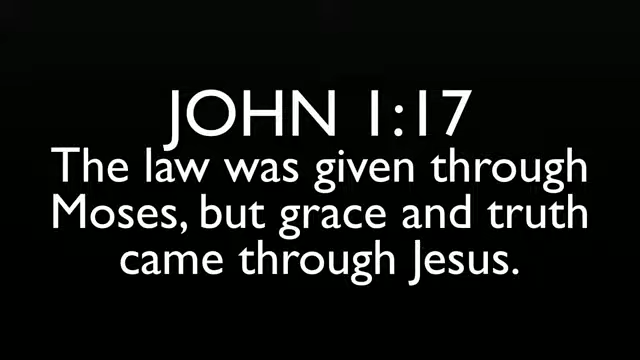 JOHN 1:17
The law was given through
Moses, but grace and truth
came through Jesus.